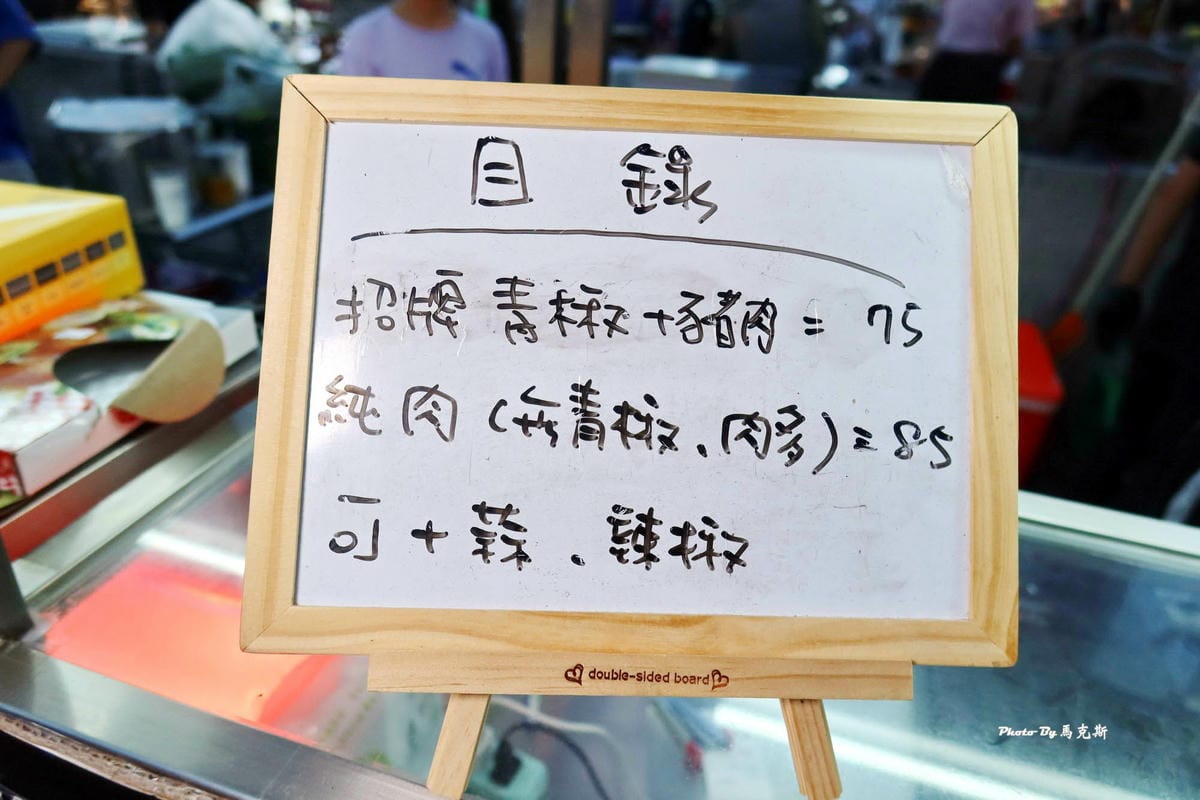 目 錄
招牌 青椒+豬肉 = 75
純肉 (無青椒.肉多) = 85
可 + 蒜 . 辣椒
double-sided board
Photo By 馬克斯